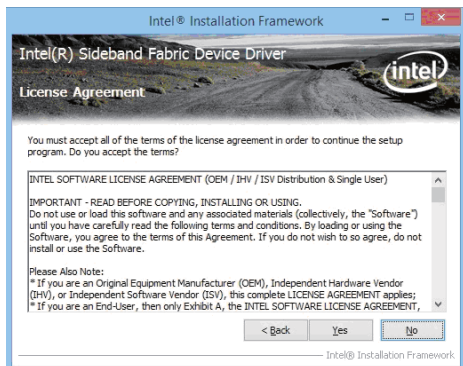 Intel® Installation Framework
Intel(R) Sideband Fabric Device Driver
intel
License Agreement
You must accept all of the terms of the license agreement in order to continue the setup
program. Do you accept the terms?
INTEL SOFTWARE LICENSE AGREEMENT (OEM / IHV / ISV Distribution & Single User)
IMPORTANT - READ BEFORE COPYING, INSTALLING OR USING.
Do not use or load this software and any associated materials (collectively, the "Software")
until you have carefully read the following terms and conditions. By loading or using the
Software, you agree to the terms of this Agreement. If you do not wish to so agree, do not
install or use the Software.
Please Also Note:
* If you are an Original Equipment Manufacturer (OEM), Independent Hardware Vendor
(IHV), or Independent Software Vendor (ISV), this complete LICENSE AGREEMENT applies;
* If you are an End-User, then only Exhibit A, the INTEL SOFTWARE LICENSE AGREEMENT,
< Back Yes No
Intel® Installation Framework